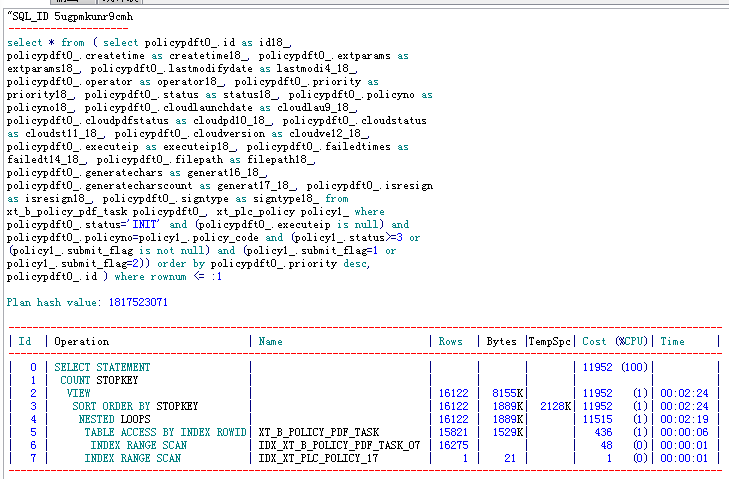 "SQL_ID 5ugpmkunr9cmh
--------------------
select * from ( select policypdft0_.id as id18_,
policypdft0_.createtime as createtime18_, policypdft0_.extparams as
extparams18_, policypdft0_.lastmodifydate as lastmodi4_18_,
policypdft0_.operator as operator18_, policypdft0_.priority as
priority18_, policypdft0_.status as status18_, policypdft0_.policyno as
policyno18_, policypdft0_.cloudlaunchdate as cloudlau9_18_,
policypdft0_.cloudpdfstatus as cloudpd10_18_, policypdft0_.cloudstatus
as cloudst11_18_, policypdft0_.cloudversion as cloudve12_18_,
policypdft0_.executeip as executeip18_, policypdft0_.failedtimes as
failedt14_18_, policypdft0_.filepath as filepath18_,
policypdft0_.generatechars as generat16_18_,
policypdft0_.generatecharscount as generat17_18_, policypdft0_.isresign
as isresign18_, policypdft0_.signtype as signtype18_ from
xt_b_policy_pdf_task policypdft0_, xt_plc_policy policy1_ where
policypdft0_.status='INIT' and (policypdft0_.executeip is null) and
policypdft0_.policyno=policy1_.policy_code and (policy1_.status>=3 or
(policy1_.submit_flag is not null) and (policy1_.submit_flag=1 or
policy1_.submit_flag=2)) order by policypdft0_.priority desc,
policypdft0_.id ) where rownum <= :1
Plan hash value: 1817523071
| Id | Operation | Name | Rows | Bytes |TempSpc| Cost (%CPU)| Time |
| 0 | SELECT STATEMENT | | | | | 11952 (100)| |
| 1 | COUNT STOPKEY | | | | | | |
| 2 | VIEW | | 16122 | 8155K| | 11952 (1)| 00:02:24 |
| 3 | SORT ORDER BY STOPKEY | | 16122 | 1889K| 2128K| 11952 (1)| 00:02:24 |
| 4 | NESTED LOOPS | | 16122 | 1889K| | 11515 (1)| 00:02:19 |
| 5 | TABLE ACCESS BY INDEX ROWID| XT_B_POLICY_PDF_TASK | 15821 | 1529K| | 436 (1)| 00:00:06 |
| 6 | INDEX RANGE SCAN | IDX_XT_B_POLICY_PDF_TASK_07 | 16275 | | | 48 (0)| 00:00:01 |
| 7 | INDEX RANGE SCAN | IDX_XT_PLC_POLICY_17 | 1 | 21 | | 1 (0)| 00:00:01 |